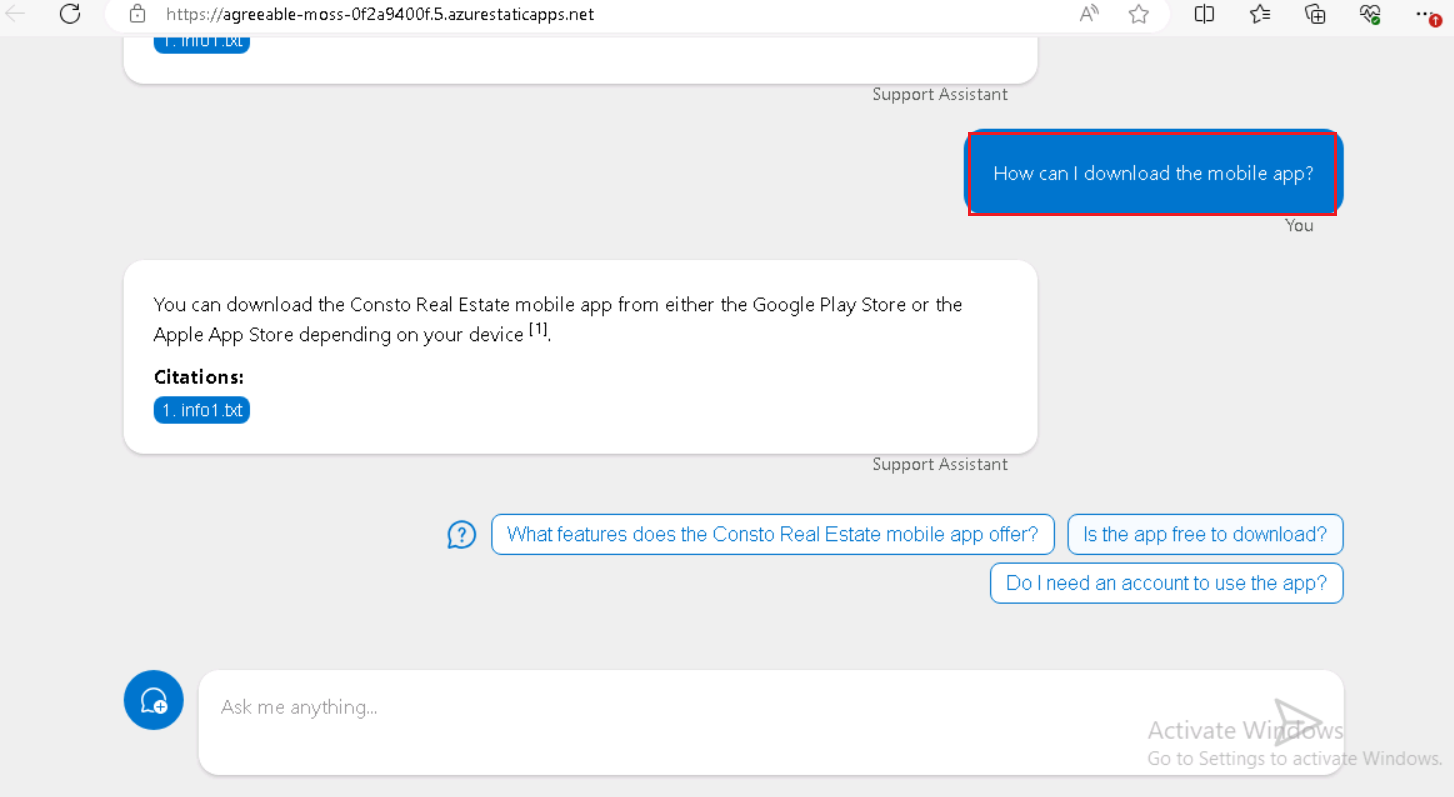 https://agreeable-moss-0f2a9400f.5.azurestaticapps.net
1. info1.txt
Support Assistant
How can I download the mobile app?
You
You can download the Consto Real Estate mobile app from either the Google Play Store or the
Apple App Store depending on your device [1].
Citations:
1. info1.txt
Support Assistant
What features does the Consto Real Estate mobile app offer?
Is the app free to download?
Do I need an account to use the app?
Ask me anything...
Activate Windows
Go to Settings to activate Windows.